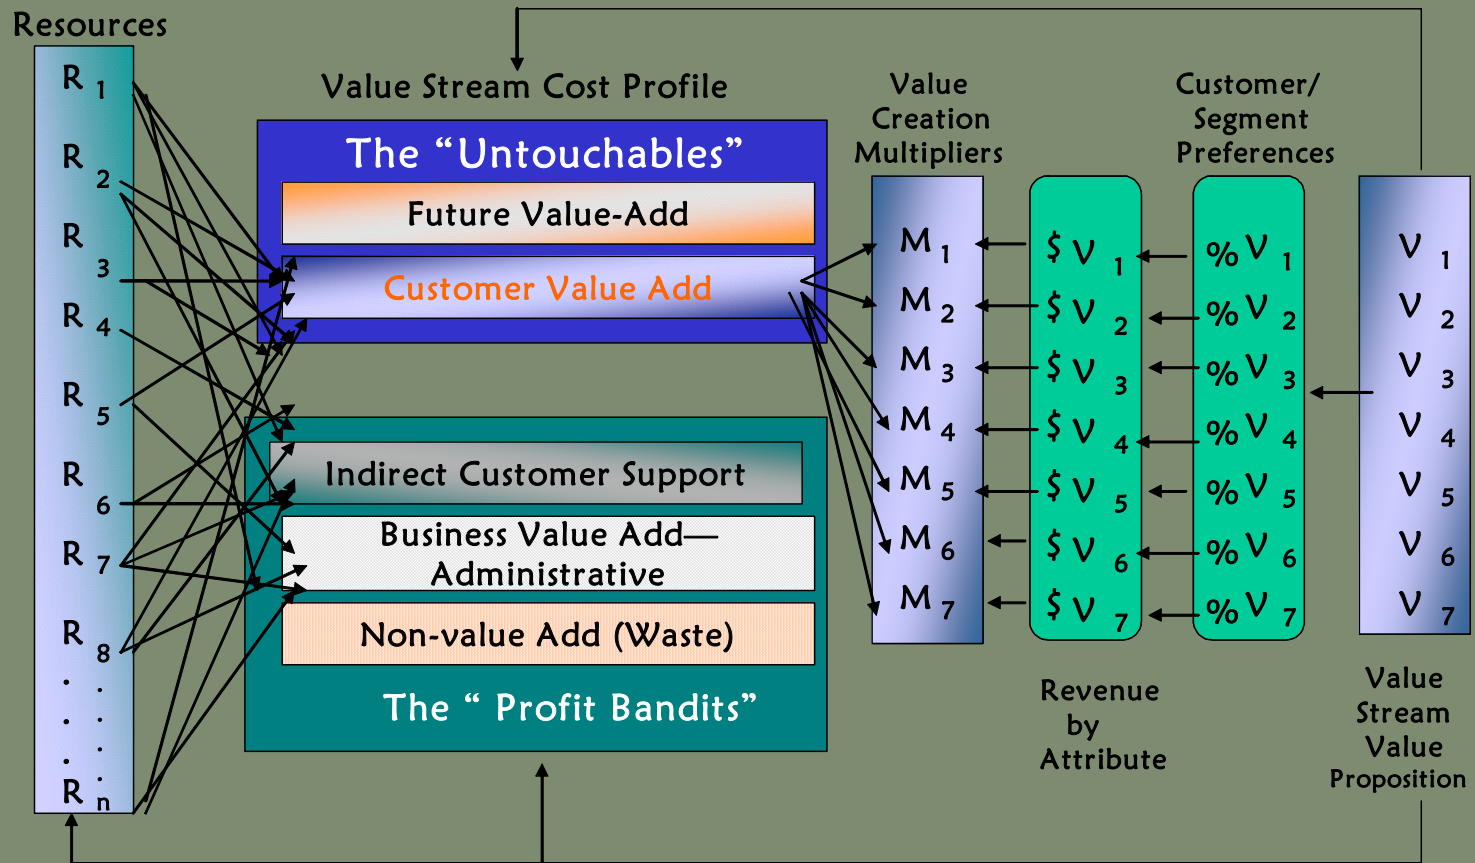 Resources
R 1
R 2
R 3
R 4
R 5
R 6
R 7
R 8
. .
. .
. .
. .
R n
Value Stream Cost Profile
The “Untouchables”
Future Value-Add
Customer Value Add
Indirect Customer Support
Business Value Add—
Administrative
Non-value Add (Waste)
The “ Profit Bandits”
Value
Creation
Multipliers
M 1
M 2
M 3
M 4
M 5
M 6
M 7
$ V 1
$ V 2
$ V 3
$ V 4
$ V 5
$ V 6
$ V 7
Revenue
by
Attribute
Customer/
Segment
Preferences
% V 1
% V 2
% V 3
% V 4
% V 5
% V 6
% V 7
V 1
V 2
V 3
V 4
V 5
V 6
V 7
Value
Stream
Value
Proposition